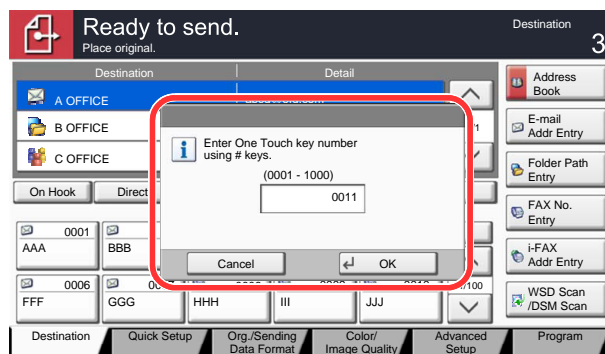 Ready to send.
Place original.
Destination
3
Destination
Detail
A OFFICE
B OFFICE
C OFFICE
Enter One Touch key number
using # keys.
(0001 - 1000)
0011
Cancel
OK
On Hook
Direct
0001
AAA
BBB
0006
FFF
GGG
HHH
III
JJJ
/100
Address
Book
E-mail
Addr Entry
Folder Path
Entry
FAX No.
Entry
i-FAX
Addr Entry
WSD Scan
/DSM Scan
Destination
Quick Setup
Org./Sending
Data Format
Color/
Image Quality
Advanced
Setup
Program